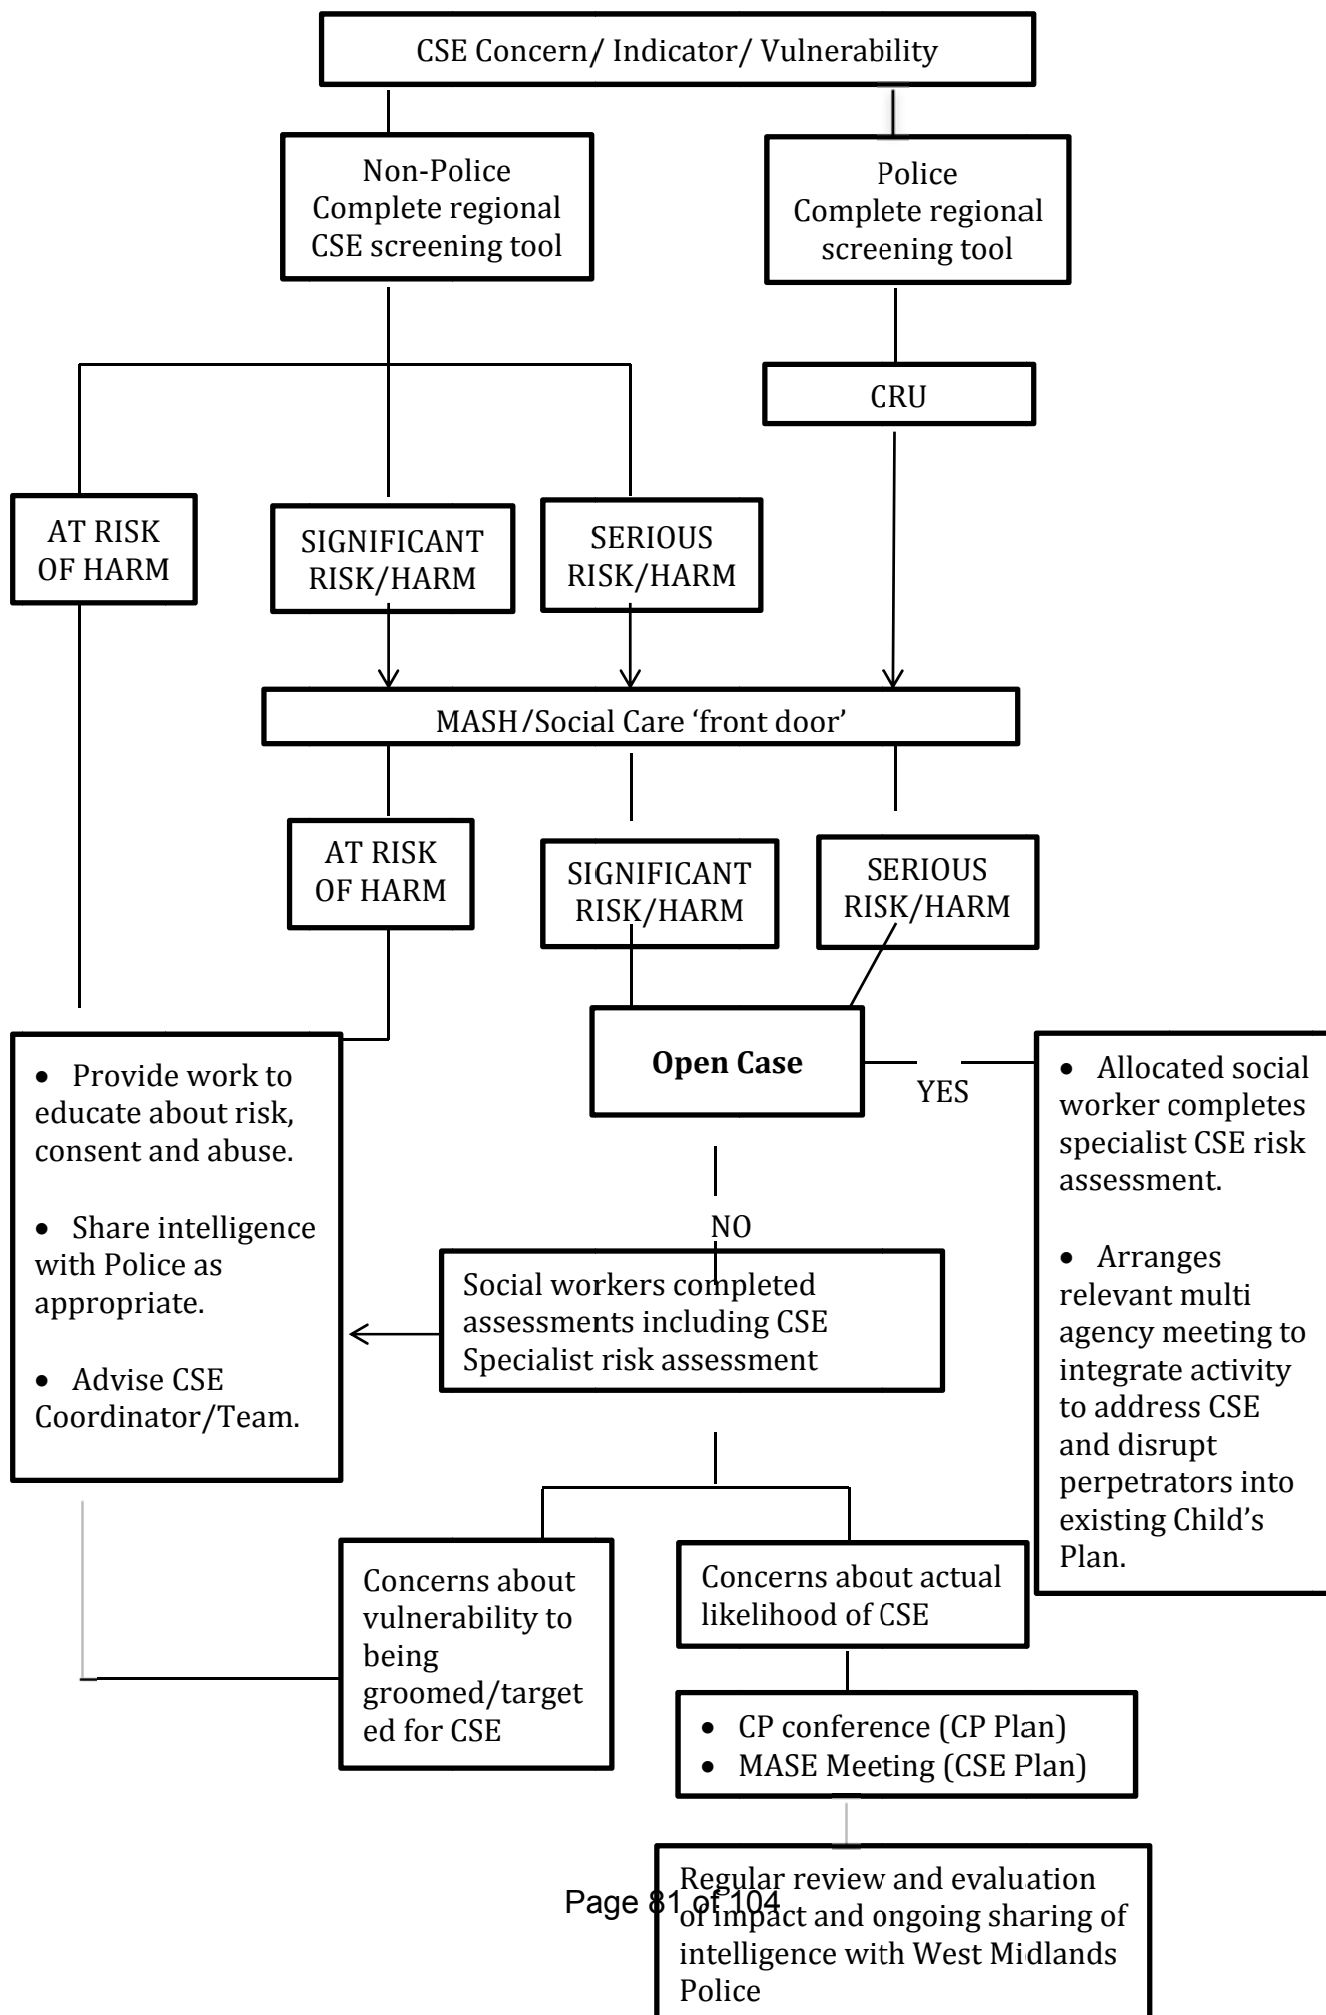 CSE Concern/ Indicator/ Vulnerability
Non-Police
Complete regional
CSE screening tool
Police
Complete regional
screening tool
CRU
AT RISK
OF HARM
SIGNIFICANT
RISK/HARM
SERIOUS
RISK/HARM
MASH/Social Care ‘front door’
AT RISK
OF HARM
SIGNIFICANT
RISK/HARM
SERIOUS
RISK/HARM
Open Case
YES
NO
• Provide work to
educate about risk,
consent and abuse.
• Share intelligence
with Police as
appropriate.
• Advise CSE
Coordinator/Team.
• Allocated social
worker completes
specialist CSE risk
assessment.
• Arranges
relevant multi
agency meeting to
integrate activity
to address CSE
and disrupt
perpetrators into
existing Child’s
Plan.
Social workers completed
assessments including CSE
Specialist risk assessment
Concerns about
vulnerability to
being
groomed/target
ed for CSE
Concerns about actual
likelihood of CSE
• CP conference (CP Plan)
• MASE Meeting (CSE Plan)
Regular review and evaluation
of impact and ongoing sharing of
intelligence with West Midlands
Police
Page 81 of 104